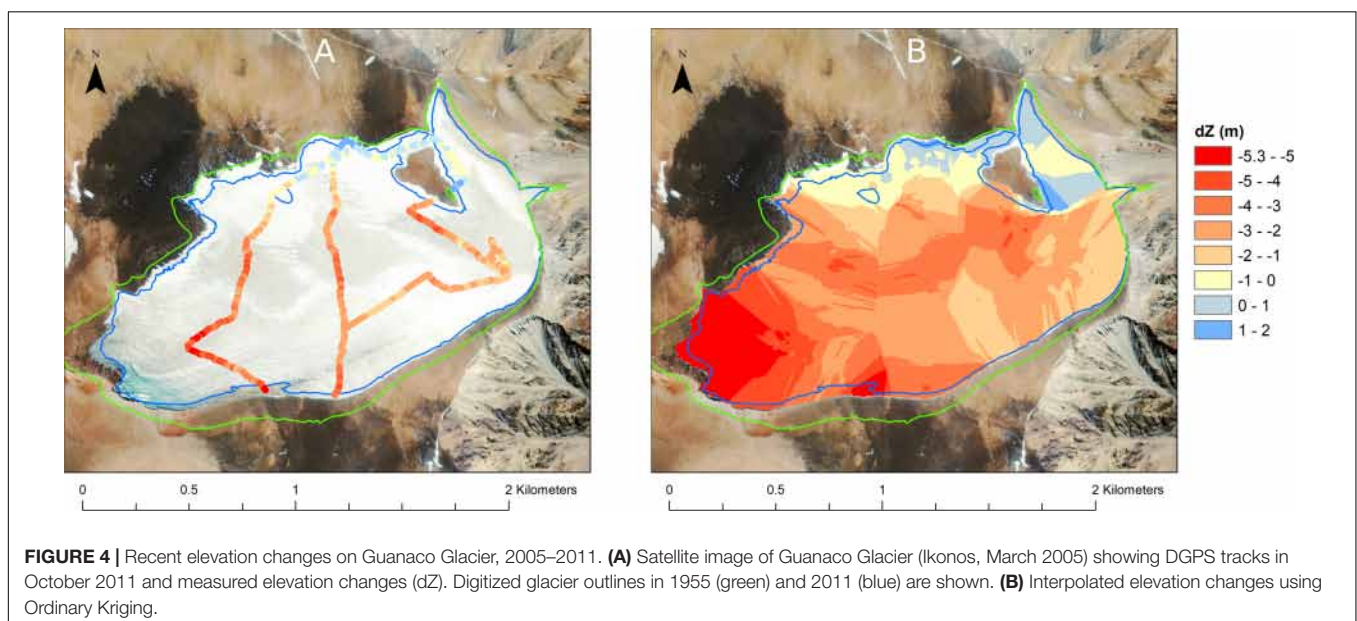 A
B
N
N
dZ (m)
-5.3 - -5
-5 - -4
-4 - -3
-3 - -2
-2 - -1
-1 - 0
0 - 1
1 - 2
0 0.5 1 2 Kilometers
0 0.5 1 2 Kilometers
FIGURE 4 | Recent elevation changes on Guanaco Glacier, 2005–2011. (A) Satellite image of Guanaco Glacier (Ikonos, March 2005) showing DGPS tracks in
October 2011 and measured elevation changes (dZ). Digitized glacier outlines in 1955 (green) and 2011 (blue) are shown. (B) Interpolated elevation changes using
Ordinary Kriging.